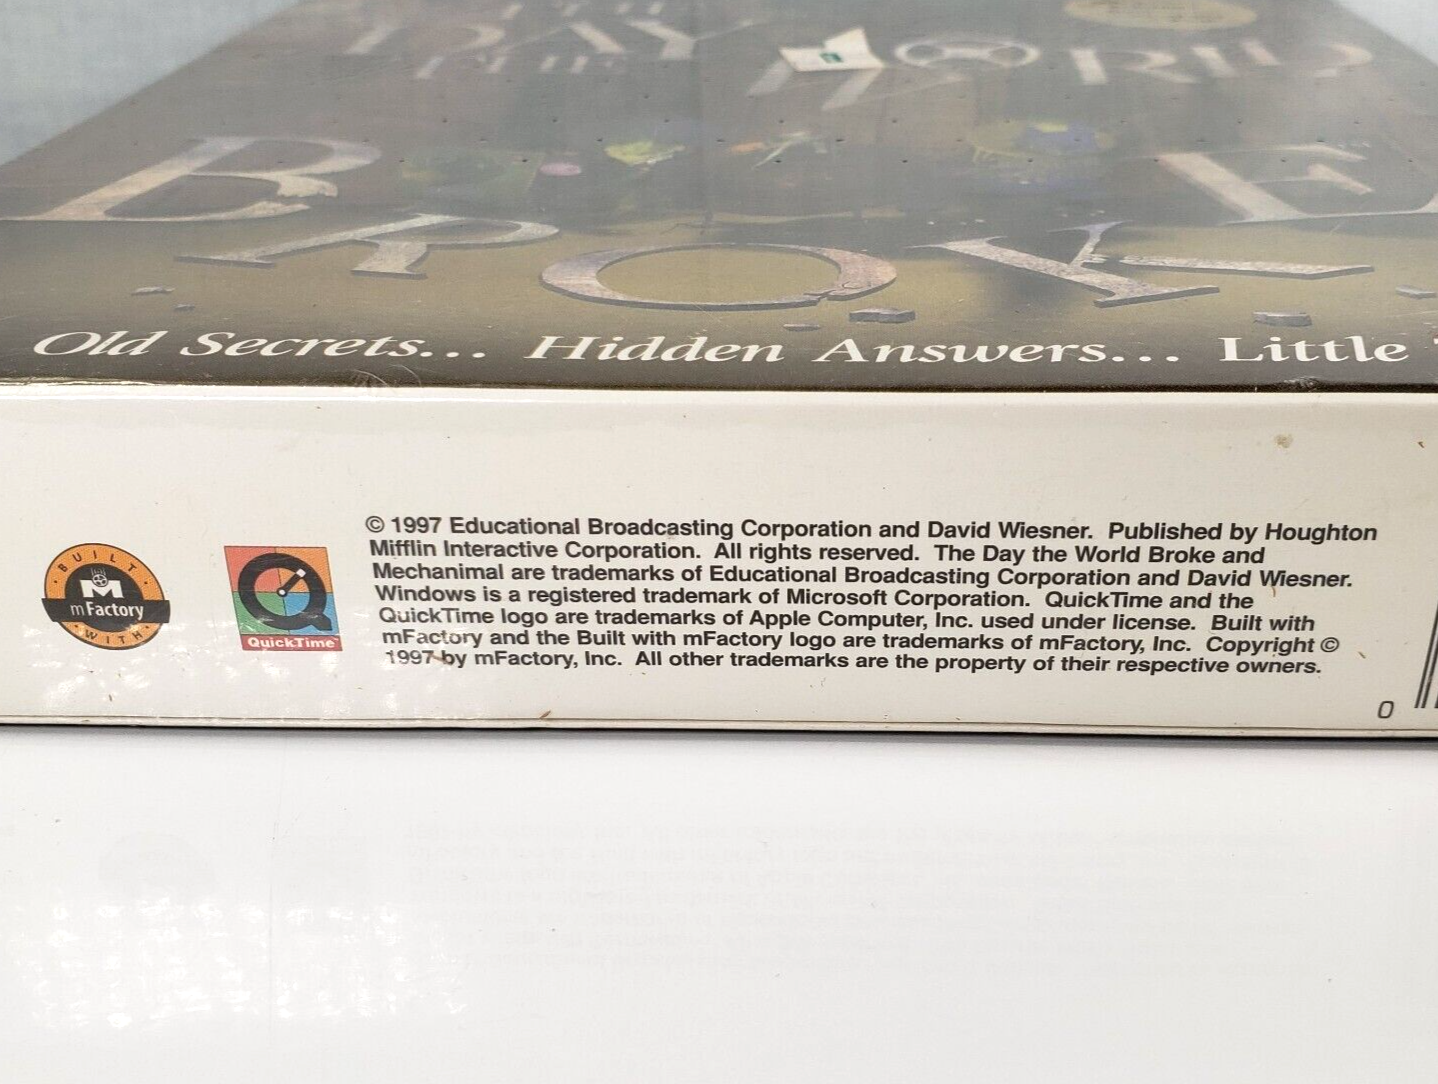 THE
DAY
THE WORLD
BROKE
Old Secrets... Hidden Answers... Little
BUILT
M
mFactory
WITH
QuickTime™
© 1997 Educational Broadcasting Corporation and David Wiesner. Published by Houghton
Mifflin Interactive Corporation. All rights reserved. The Day the World Broke and
Mechanimal are trademarks of Educational Broadcasting Corporation and David Wiesner.
Windows is a registered trademark of Microsoft Corporation. QuickTime and the
QuickTime logo are trademarks of Apple Computer, Inc. used under license. Built with
mFactory and the Built with mFactory logo are trademarks of mFactory, Inc. Copyright ©
1997 by mFactory, Inc. All other trademarks are the property of their respective owners.
0